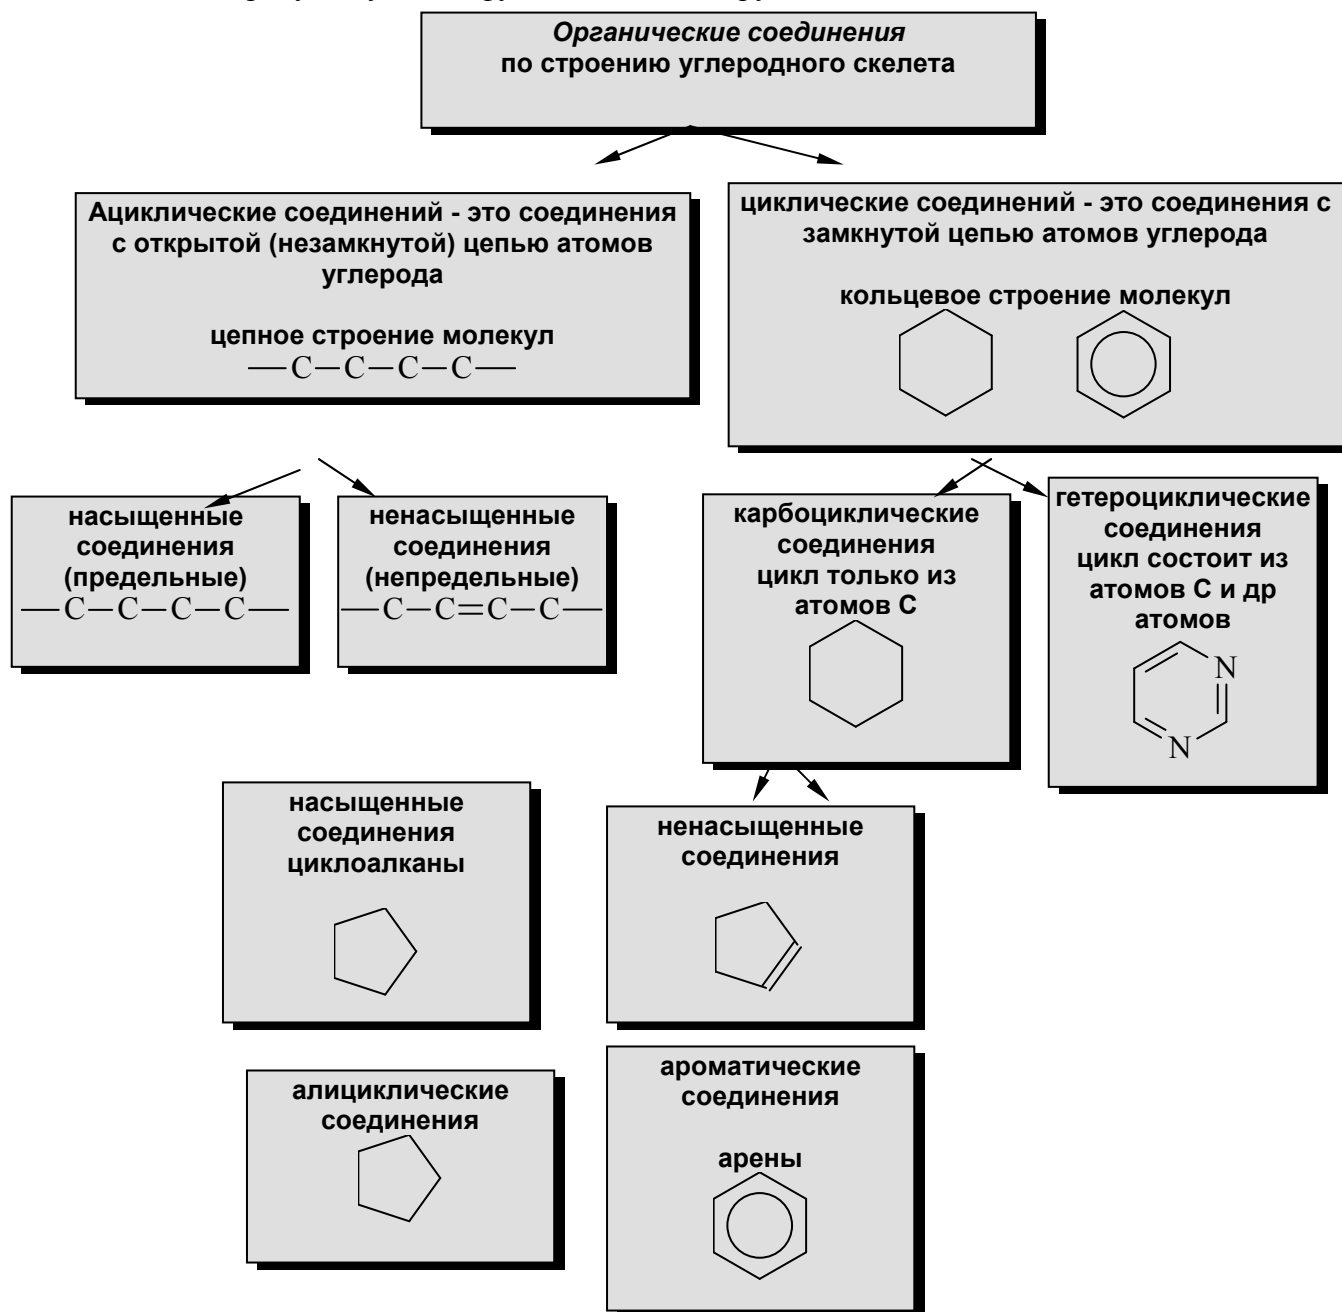 Органические соединения
по строению углеродного скелета
Ациклические соединений - это соединения
с открытой (незамкнутой) цепью атомов
углерода
цепное строение молекул
—C—C—C—C—
циклические соединений - это соединения с
замкнутой цепью атомов углерода
кольцевое строение молекул
насыщенные
соединения
(предельные)
—C—C—C—C—
ненасыщенные
соединения
(непредельные)
—C—C=C—C—
карбоциклические
соединения
цикл только из
атомов С
гетероциклические
соединения
цикл состоит из
атомов С и др
атомов
N
N
насыщенные
соединения
циклоалканы
ненасыщенные
соединения
алициклические
соединения
ароматические
соединения
арены